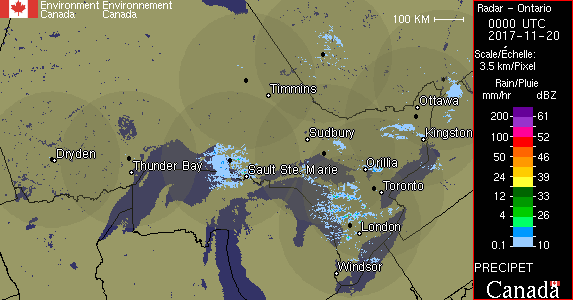 Environment Environnement
Canada Canada
100 KM
Timmins
Ottawa
Sudbury
Kingston
Dryden
Thunder Bay
Sault Ste. Marie
Orillia
Toronto
London
Windsor
Radar - Ontario
0000 UTC
2017-11-20
Scale/Échelle:
3.5 km/Pixel
Rain/Pluie
mm/hr dBZ
200 61
100 52
50 46
24 39
12 33
4 26
0.1 10
PRECIPET
Canada